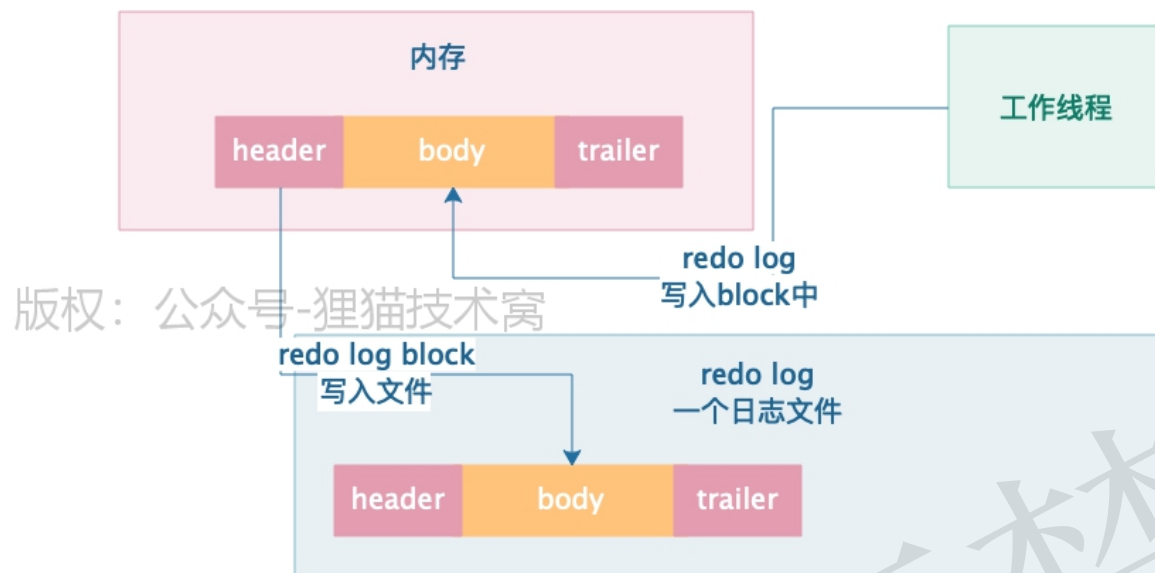 内存
工作线程
header body trailer
redo log
写入block中
版权：公众号-狸猫技术窝
redo log block
写入文件
redo log
一个日志文件
header body trailer